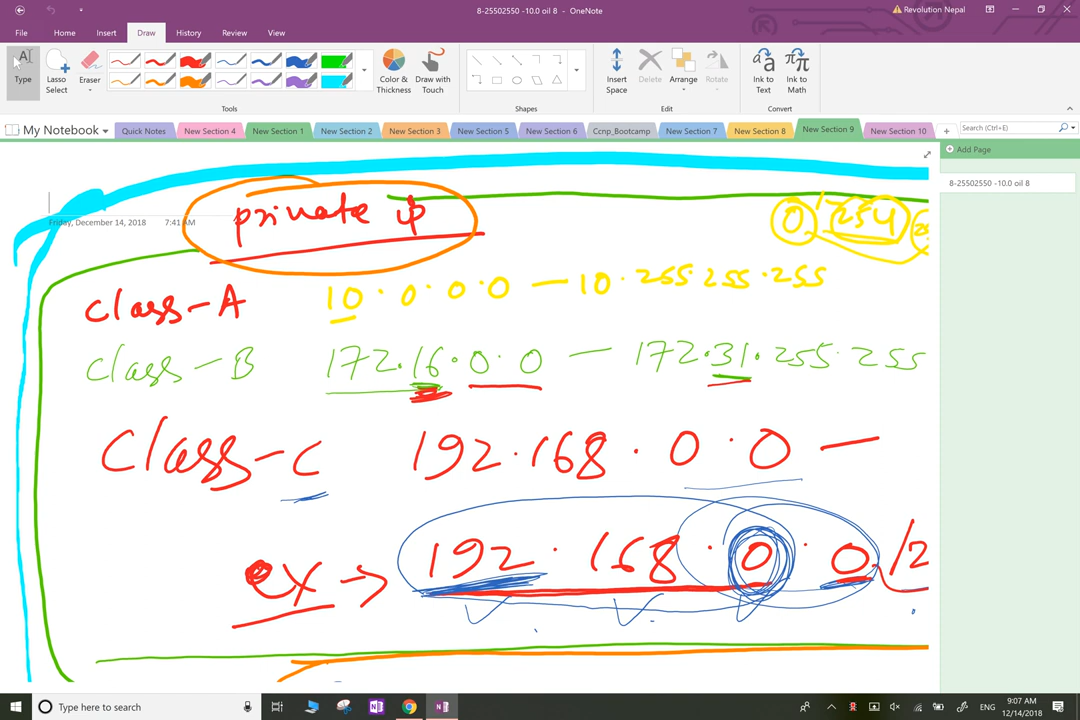 8-25502550 -10.0 oil 8 - OneNote
Revolution Nepal
File Home Insert Draw History Review View
Type
Lasso Select
Eraser
Color & Thickness
Draw with Touch
Insert Space
Delete
Arrange
Rotate
Ink to Text
Ink to Math
Tools
Shapes
Edit
Convert
My Notebook
Quick Notes New Section 4 New Section 1 New Section 2 New Section 3 New Section 5 New Section 6 Ccnp_Bootcamp New Section 7 New Section 8 New Section 9 New Section 10
Search (Ctrl+E)
Add Page
8-25502550 -10.0 oil 8
Friday, December 14, 2018 7:41 AM
private ip
0 254
class-A 10.0.0.0 — 10.255.255.255
class-B 172.16.0.0 — 172.31.255.255
Class-C 192.168.0.0 —
ex → 192.168.0.0 /2
Type here to search
ENG
9:07 AM
12/14/2018